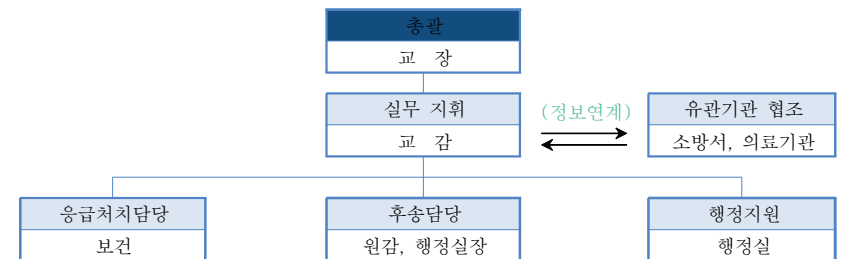 총괄
교 장
실무 지휘
교 감
(정보연계)
유관기관 협조
소방서, 의료기관
응급처치담당
보건
후송담당
원감, 행정실장
행정지원
행정실